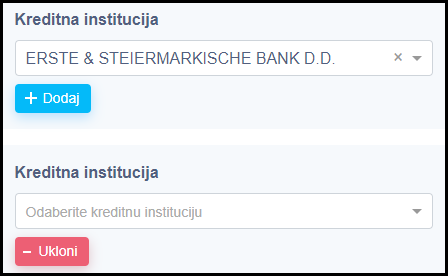 Kreditna institucija
ERSTE & STEIERMARKISCHE BANK D.D. ×
+ Dodaj
Kreditna institucija
Odaberite kreditnu instituciju
− Ukloni